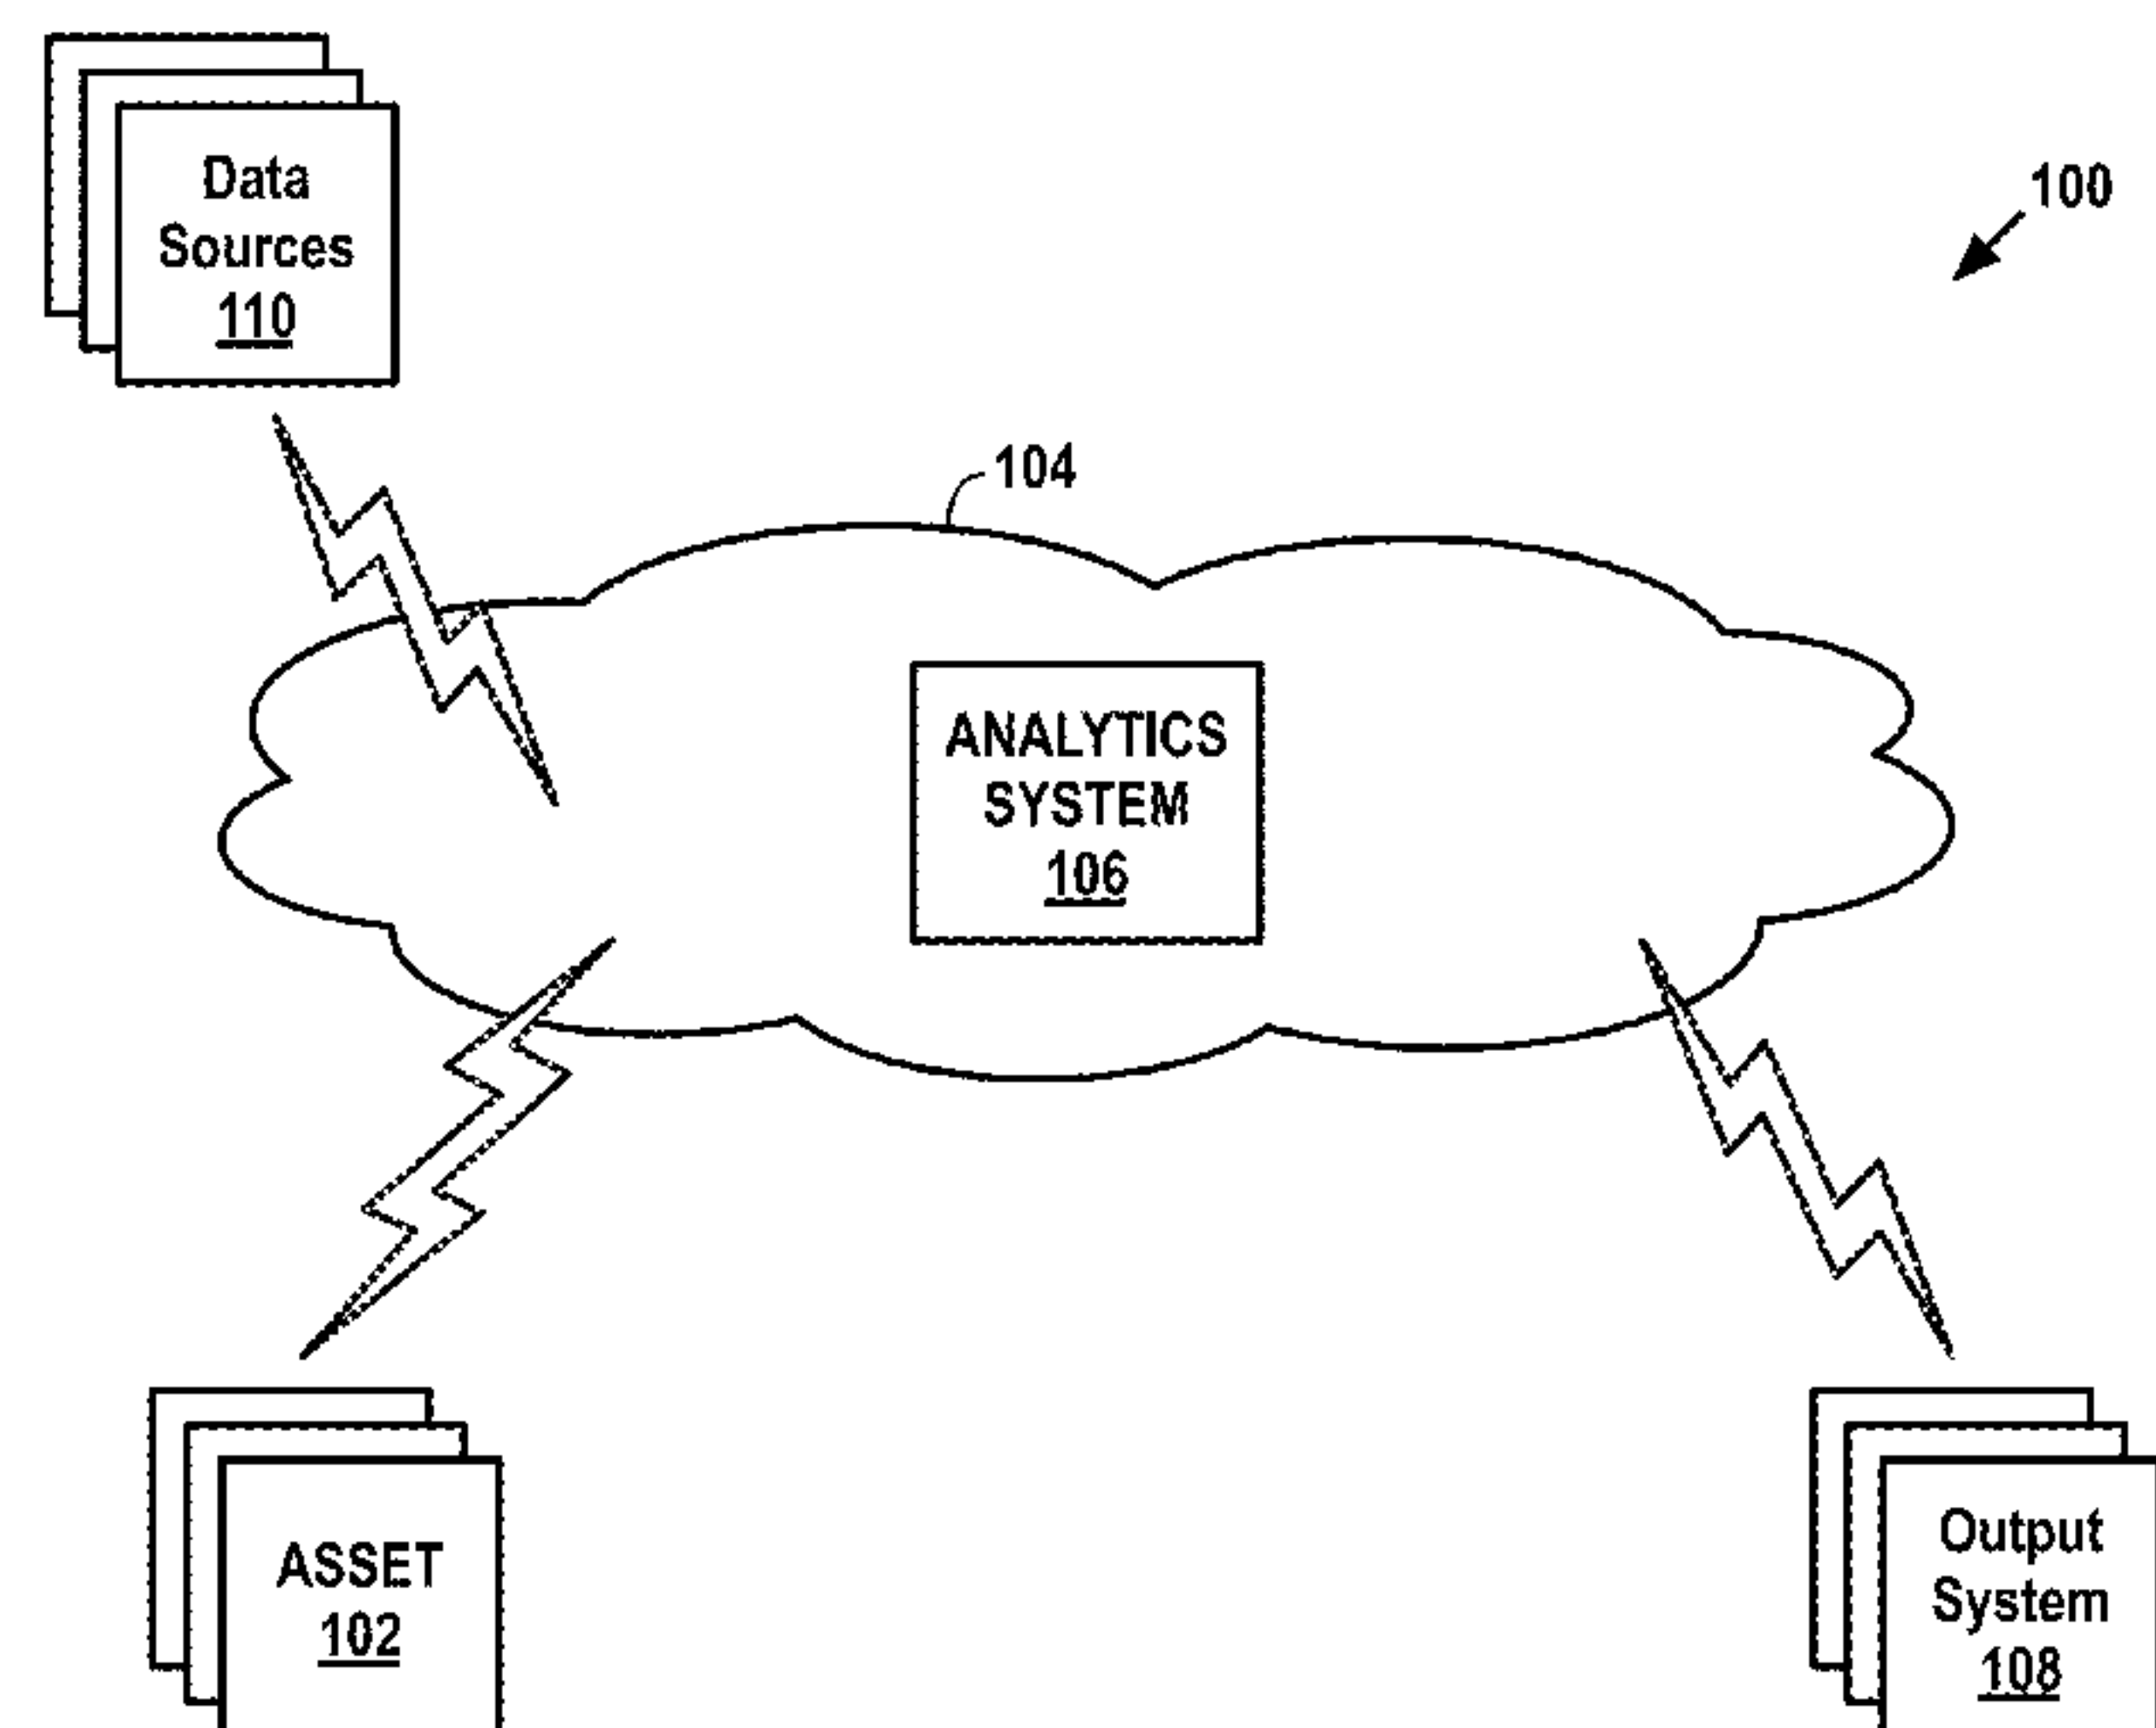 Data
Sources
110
100
104
ANALYTICS
SYSTEM
106
ASSET
102
Output
System
108